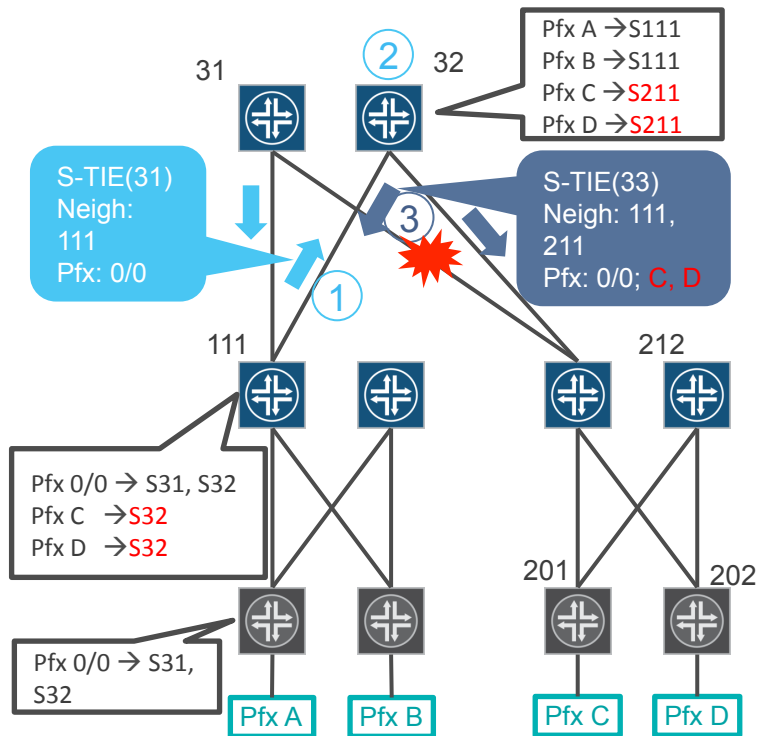 Pfx A →S111
Pfx B →S111
Pfx C →S211
Pfx D →S211
31
2
32
S-TIE(31)
Neigh:
111
Pfx: 0/0
S-TIE(33)
Neigh: 111,
211
Pfx: 0/0; C, D
3
1
111
212
Pfx 0/0 → S31, S32
Pfx C →S32
Pfx D →S32
201
202
Pfx 0/0 → S31,
S32
Pfx A
Pfx B
Pfx C
Pfx D